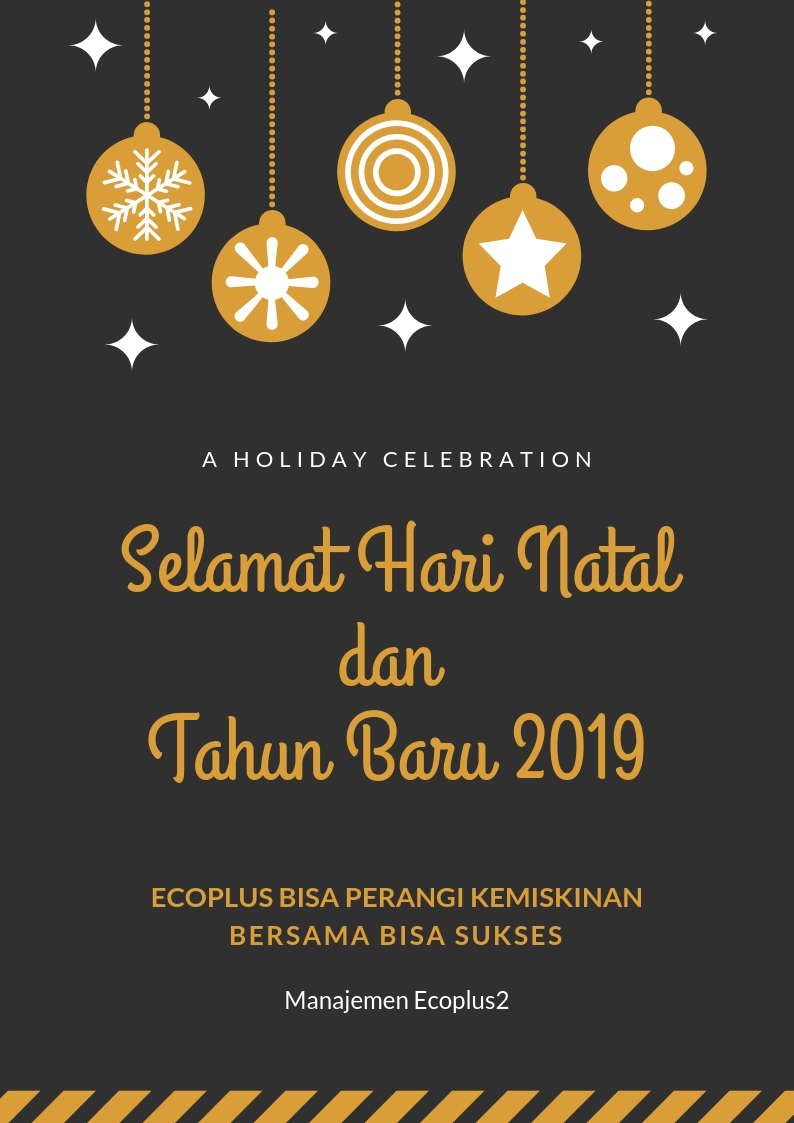 A HOLIDAY CELEBRATION
Selamat Hari Natal
dan
Tahun Baru 2019
ECOPLUS BISA PERANGI KEMISKINAN
BERSAMA BISA SUKSES
Manajemen Ecoplus2